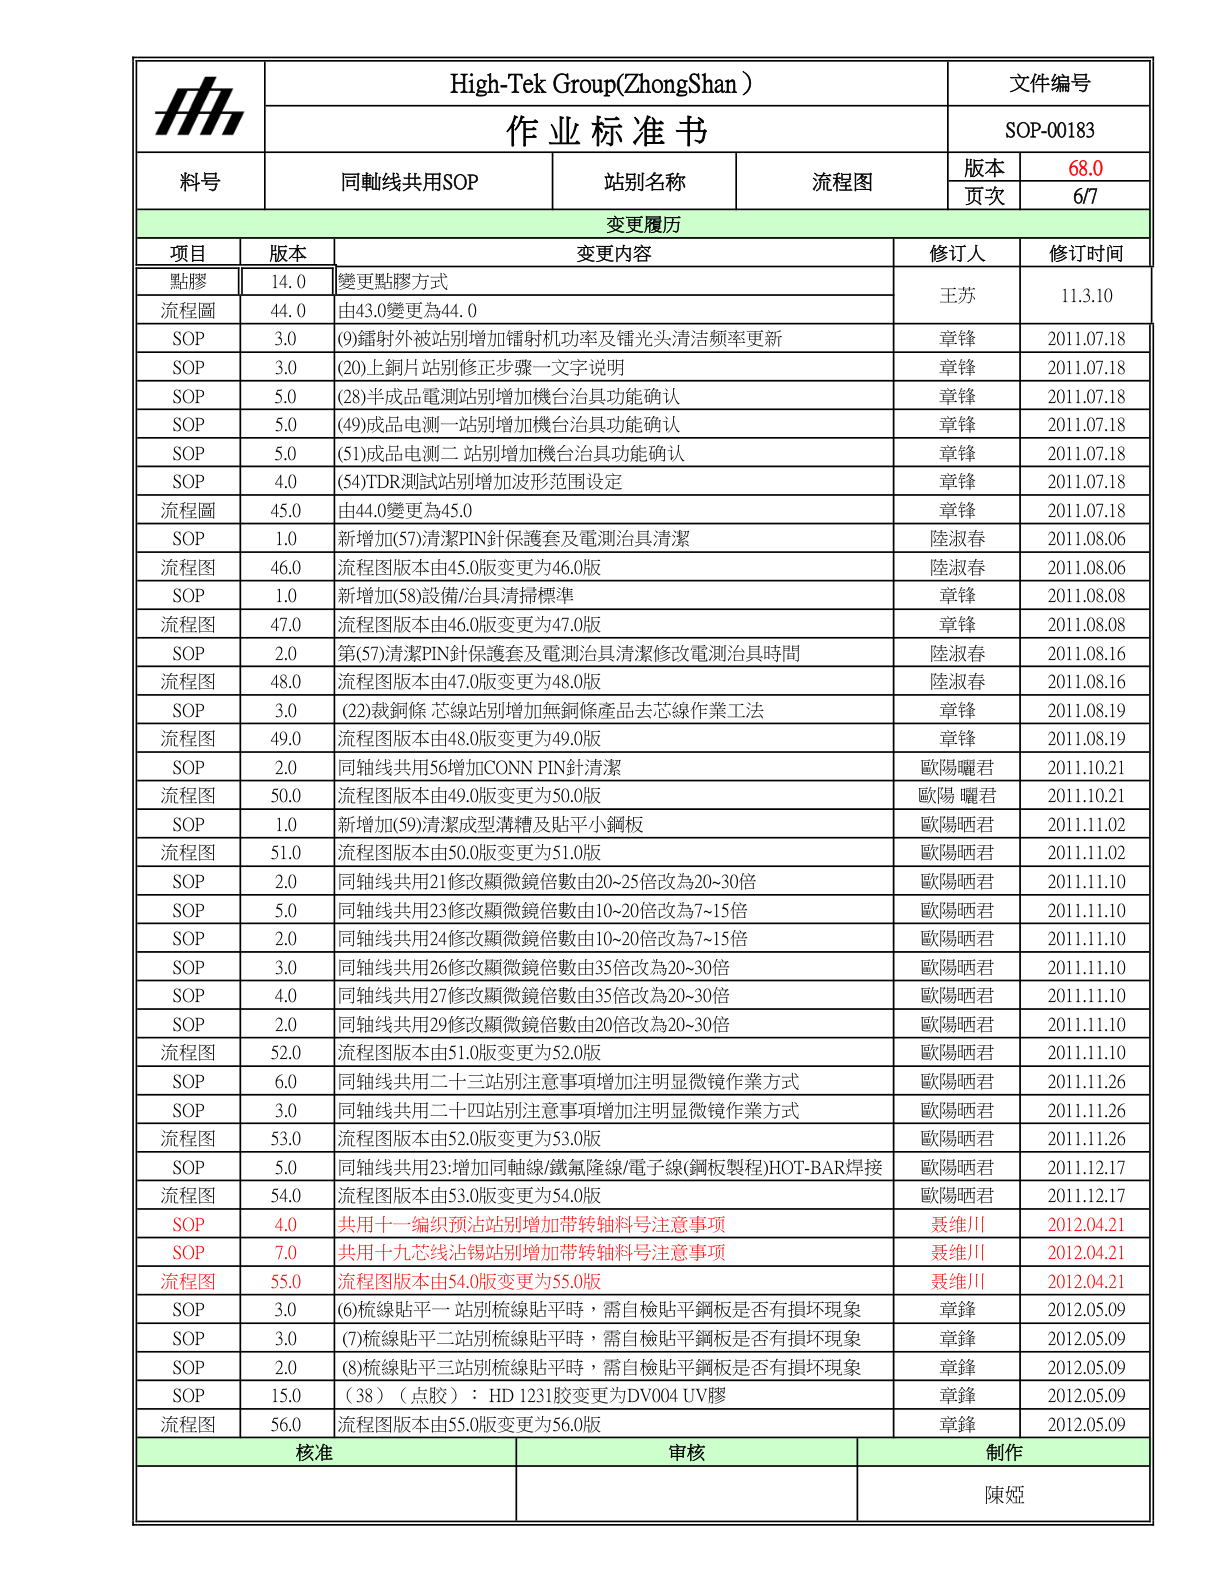 High-Tek Group(ZhongShan）
文件编号
作 业 标 准 书
SOP-00183
料号
同軸线共用SOP
站别名称
流程图
版本
68.0
页次
6/7
变更履历
项目 版本 变更内容 修订人 修订时间
點膠 14. 0 變更點膠方式 王苏 11.3.10
流程圖 44. 0 由43.0變更為44. 0
SOP 3.0 (9)鐳射外被站别增加镭射机功率及镭光头清洁频率更新 章锋 2011.07.18
SOP 3.0 (20)上銅片站别修正步骤一文字说明 章锋 2011.07.18
SOP 5.0 (28)半成品電測站别增加機台治具功能确认 章锋 2011.07.18
SOP 5.0 (49)成品电测一站别增加機台治具功能确认 章锋 2011.07.18
SOP 5.0 (51)成品电测二 站别增加機台治具功能确认 章锋 2011.07.18
SOP 4.0 (54)TDR測試站别增加波形范围设定 章锋 2011.07.18
流程圖 45.0 由44.0變更為45.0 章锋 2011.07.18
SOP 1.0 新增加(57)清潔PIN針保護套及電測治具清潔 陸淑春 2011.08.06
流程图 46.0 流程图版本由45.0版变更为46.0版 陸淑春 2011.08.06
SOP 1.0 新增加(58)設備/治具清掃標準 章锋 2011.08.08
流程图 47.0 流程图版本由46.0版变更为47.0版 章锋 2011.08.08
SOP 2.0 第(57)清潔PIN針保護套及電測治具清潔修改電測治具時間 陸淑春 2011.08.16
流程图 48.0 流程图版本由47.0版变更为48.0版 陸淑春 2011.08.16
SOP 3.0 (22)裁銅條 芯線站别增加無銅條產品去芯線作業工法 章锋 2011.08.19
流程图 49.0 流程图版本由48.0版变更为49.0版 章锋 2011.08.19
SOP 2.0 同轴线共用56增加CONN PIN針清潔 歐陽曬君 2011.10.21
流程图 50.0 流程图版本由49.0版变更为50.0版 歐陽 曬君 2011.10.21
SOP 1.0 新增加(59)清潔成型溝糟及貼平小鋼板 歐陽晒君 2011.11.02
流程图 51.0 流程图版本由50.0版变更为51.0版 歐陽晒君 2011.11.02
SOP 2.0 同轴线共用21修改顯微鏡倍數由20~25倍改為20~30倍 歐陽晒君 2011.11.10
SOP 5.0 同轴线共用23修改顯微鏡倍數由10~20倍改為7~15倍 歐陽晒君 2011.11.10
SOP 2.0 同轴线共用24修改顯微鏡倍數由10~20倍改為7~15倍 歐陽晒君 2011.11.10
SOP 3.0 同轴线共用26修改顯微鏡倍數由35倍改為20~30倍 歐陽晒君 2011.11.10
SOP 4.0 同轴线共用27修改顯微鏡倍數由35倍改為20~30倍 歐陽晒君 2011.11.10
SOP 2.0 同轴线共用29修改顯微鏡倍數由20倍改為20~30倍 歐陽晒君 2011.11.10
流程图 52.0 流程图版本由51.0版变更为52.0版 歐陽晒君 2011.11.10
SOP 6.0 同轴线共用二十三站別注意事項增加注明显微镜作業方式 歐陽晒君 2011.11.26
SOP 3.0 同轴线共用二十四站別注意事項增加注明显微镜作業方式 歐陽晒君 2011.11.26
流程图 53.0 流程图版本由52.0版变更为53.0版 歐陽晒君 2011.11.26
SOP 5.0 同轴线共用23:增加同軸線/鐵氟隆線/電子線(鋼板製程)HOT-BAR焊接 歐陽晒君 2011.12.17
流程图 54.0 流程图版本由53.0版变更为54.0版 歐陽晒君 2011.12.17
SOP 4.0 共用十一编织预沾站别增加带转轴料号注意事项 聂维川 2012.04.21
SOP 7.0 共用十九芯线沾锡站别增加带转轴料号注意事项 聂维川 2012.04.21
流程图 55.0 流程图版本由54.0版变更为55.0版 聂维川 2012.04.21
SOP 3.0 (6)梳線貼平一 站別梳線貼平時，需自檢貼平鋼板是否有損坏現象 章鋒 2012.05.09
SOP 3.0 (7)梳線貼平二站別梳線貼平時，需自檢貼平鋼板是否有損坏現象 章鋒 2012.05.09
SOP 2.0 (8)梳線貼平三站別梳線貼平時，需自檢貼平鋼板是否有損坏現象 章鋒 2012.05.09
SOP 15.0 （38）（点胶）： HD 1231胶变更为DV004 UV膠 章鋒 2012.05.09
流程图 56.0 流程图版本由55.0版变更为56.0版 章鋒 2012.05.09
核准 审核 制作
陳婭